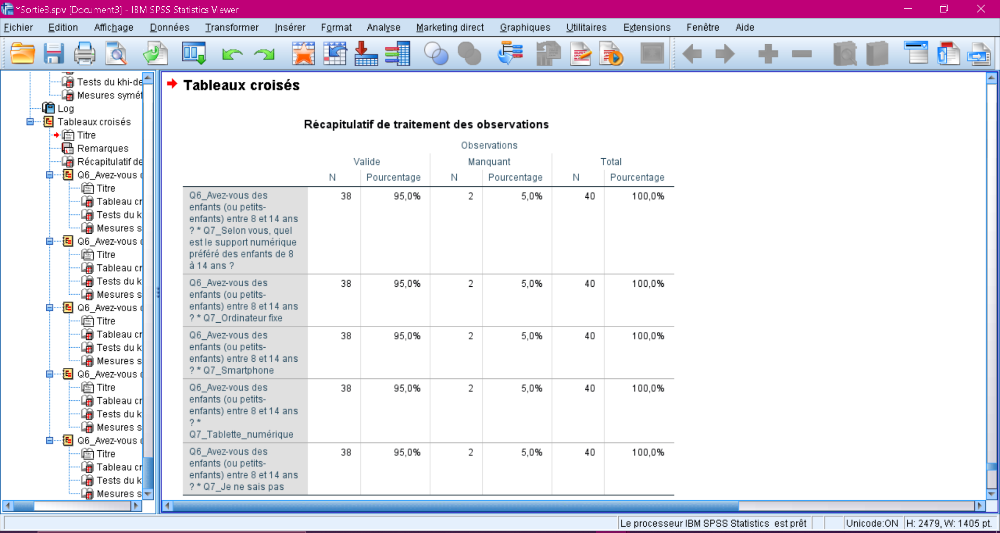 *Sortie3.spv [Document3] - IBM SPSS Statistics Viewer
Fichier Edition Affichage Données Transformer Insérer Format Analyse Marketing direct Graphiques Utilitaires Extensions Fenêtre Aide
Tests du khi-de
Mesures symét
Log
Tableaux croisés
Titre
Remarques
Récapitulatif de
Q6_Avez-vous d
Titre
Tableau cr
Tests du k
Mesures s
Q6_Avez-vous d
Titre
Tableau cr
Tests du k
Mesures s
Q6_Avez-vous d
Titre
Tableau cr
Tests du k
Mesures s
Q6_Avez-vous d
Titre
Tableau cr
Tests du k
Mesures s
Q6_Avez-vous d
Titre
Tableau cr
Tests du k
Mesures s
Tableaux croisés
Récapitulatif de traitement des observations
Observations
Valide Manquant Total
N Pourcentage N Pourcentage N Pourcentage
Q6_Avez-vous des 38 95,0% 2 5,0% 40 100,0%
enfants (ou petits-
enfants) entre 8 et 14 ans
? * Q7_Selon vous, quel
est le support numérique
préféré des enfants de 8
à 14 ans ?
Q6_Avez-vous des 38 95,0% 2 5,0% 40 100,0%
enfants (ou petits-
enfants) entre 8 et 14 ans
? * Q7_Ordinateur fixe
Q6_Avez-vous des 38 95,0% 2 5,0% 40 100,0%
enfants (ou petits-
enfants) entre 8 et 14 ans
? * Q7_Smartphone
Q6_Avez-vous des 38 95,0% 2 5,0% 40 100,0%
enfants (ou petits-
enfants) entre 8 et 14 ans
? *
Q7_Tablette_numérique
Q6_Avez-vous des 38 95,0% 2 5,0% 40 100,0%
enfants (ou petits-
enfants) entre 8 et 14 ans
? * Q7_Je ne sais pas
Le processeur IBM SPSS Statistics est prêt Unicode:ON H: 2479, W: 1405 pt.